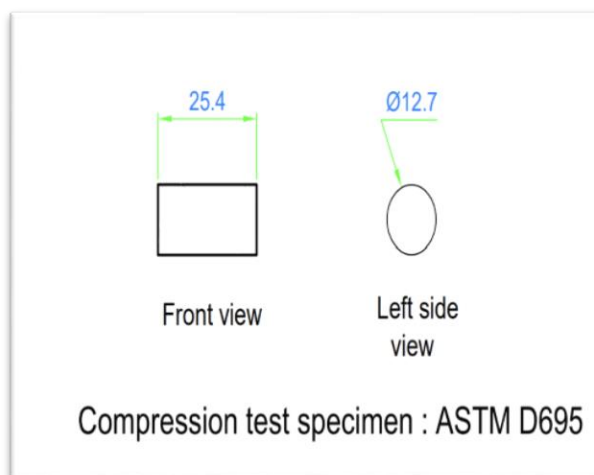 25.4
Ø12.7
Front view
Left side
view
Compression test specimen : ASTM D695